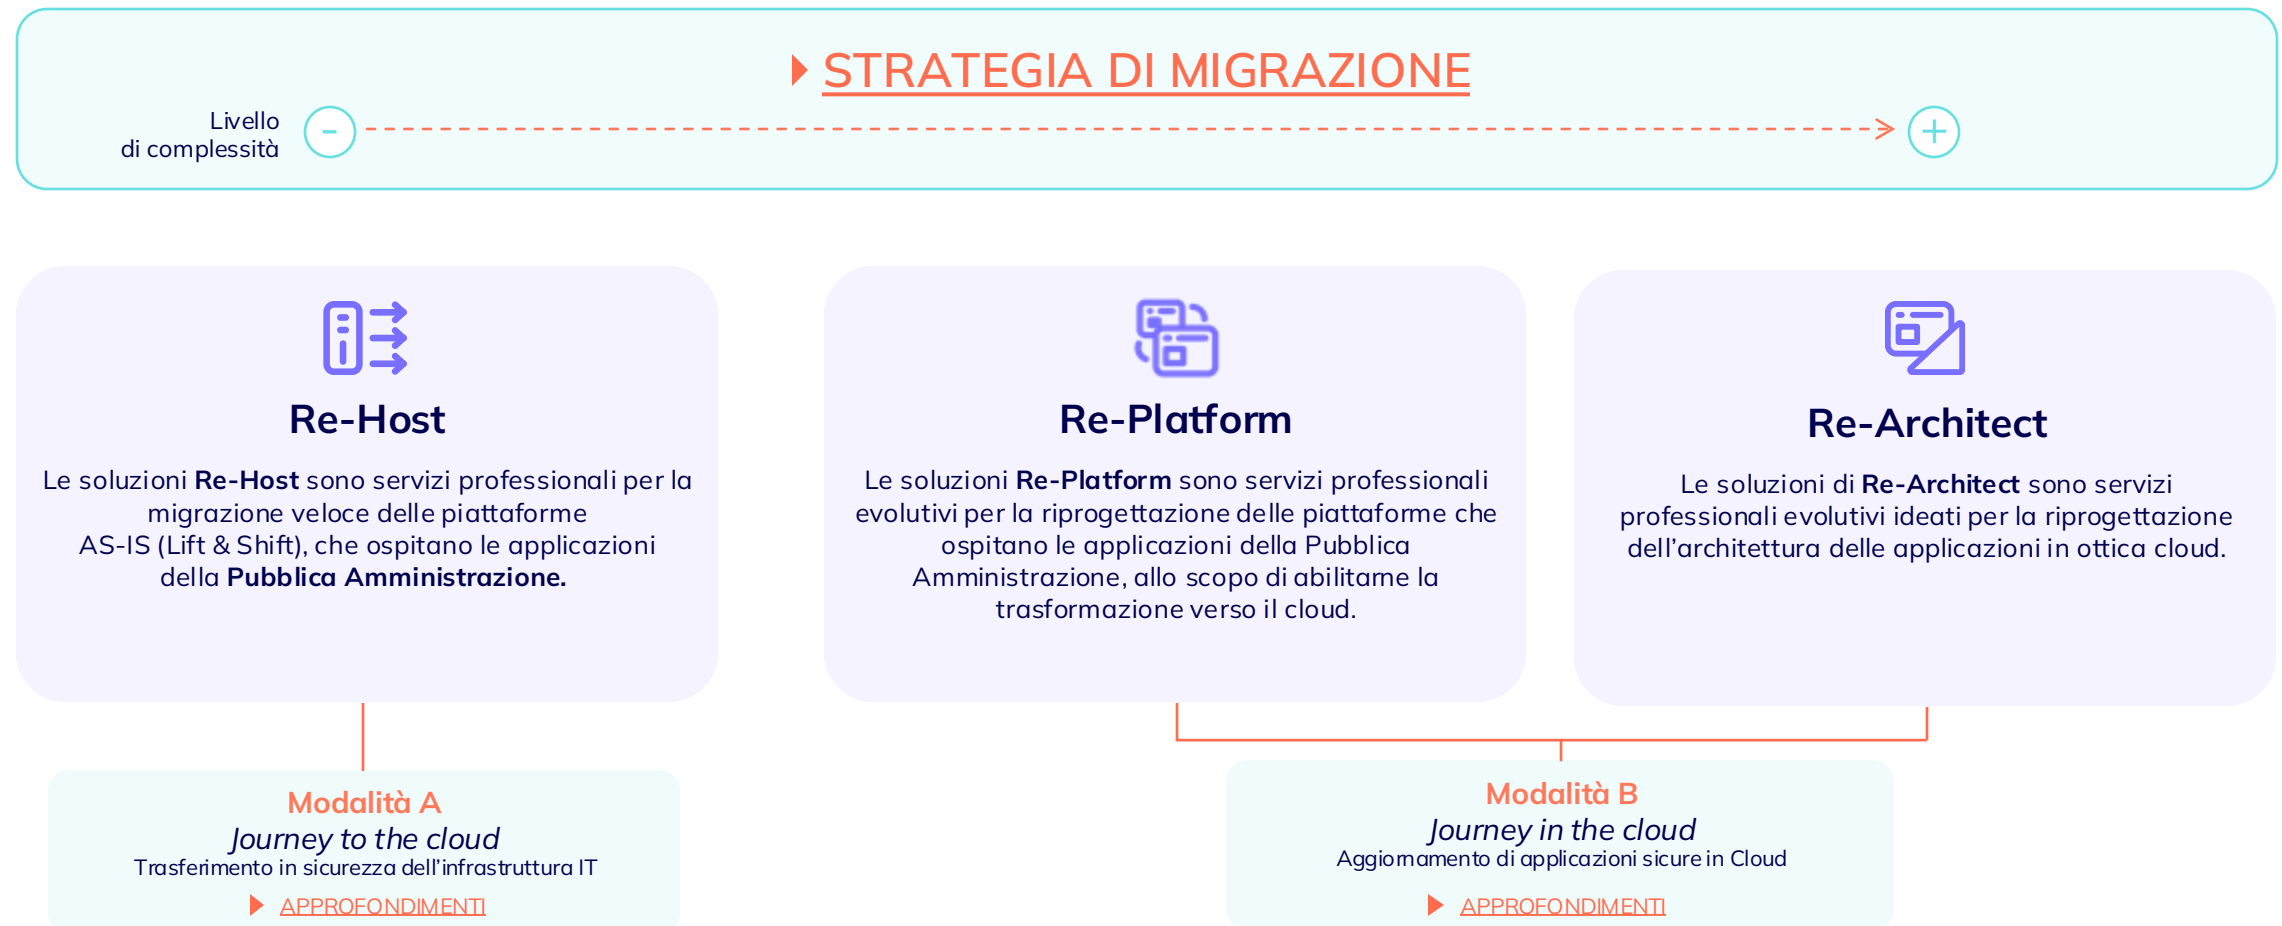 STRATEGIA DI MIGRAZIONE
Livello
di complessità
-
+
Re-Host
Le soluzioni Re-Host sono servizi professionali per la
migrazione veloce delle piattaforme
AS-IS (Lift & Shift), che ospitano le applicazioni
della Pubblica Amministrazione.
Re-Platform
Le soluzioni Re-Platform sono servizi professionali
evolutivi per la riprogettazione delle piattaforme che
ospitano le applicazioni della Pubblica
Amministrazione, allo scopo di abilitarne la
trasformazione verso il cloud.
Re-Architect
Le soluzioni di Re-Architect sono servizi
professionali evolutivi ideati per la riprogettazione
dell’architettura delle applicazioni in ottica cloud.
Modalità A
Journey to the cloud
Trasferimento in sicurezza dell’infrastruttura IT
APPROFONDIMENTI
Modalità B
Journey in the cloud
Aggiornamento di applicazioni sicure in Cloud
APPROFONDIMENTI